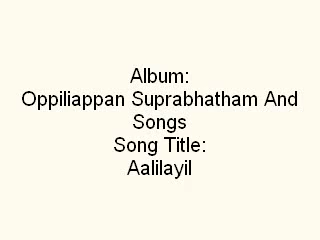 Album:
Oppiliappan Suprabhatham And
Songs
Song Title:
Aalilayil